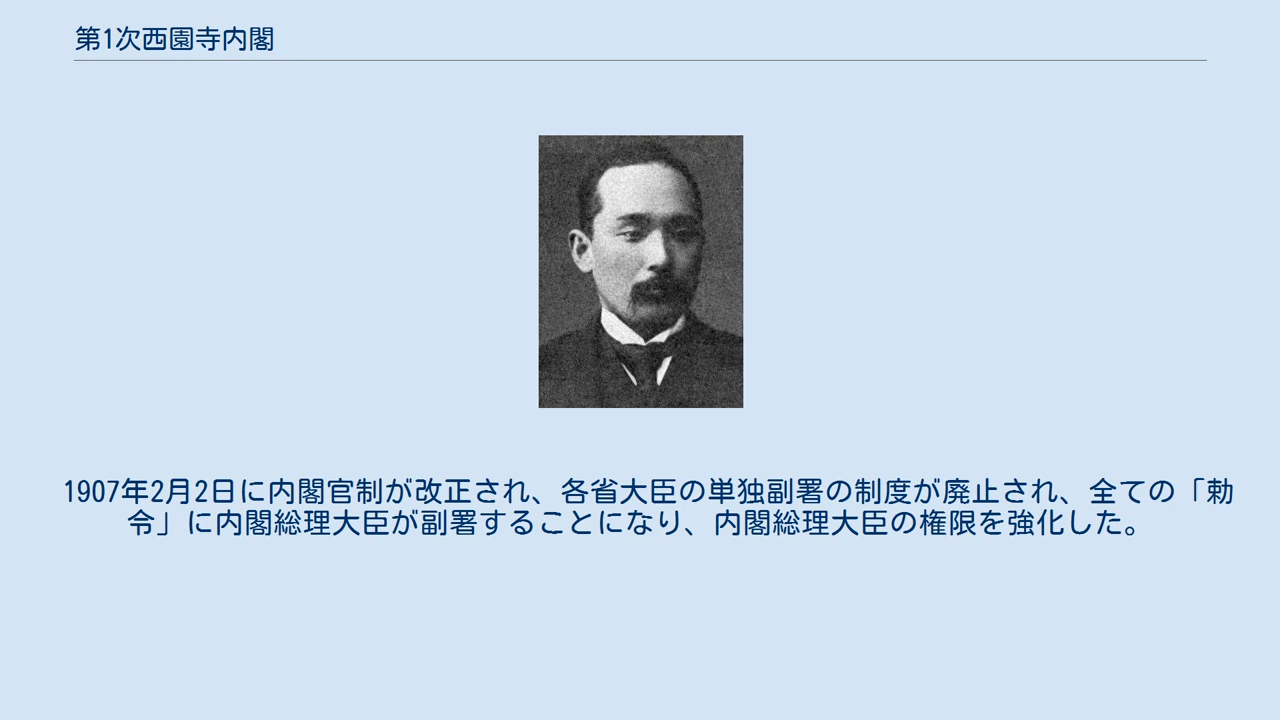 第1次西園寺内閣
1907年2月2日に内閣官制が改正され、各省大臣の単独副署の制度が廃止され、全ての「勅
令」に内閣総理大臣が副署することになり、内閣総理大臣の権限を強化した。